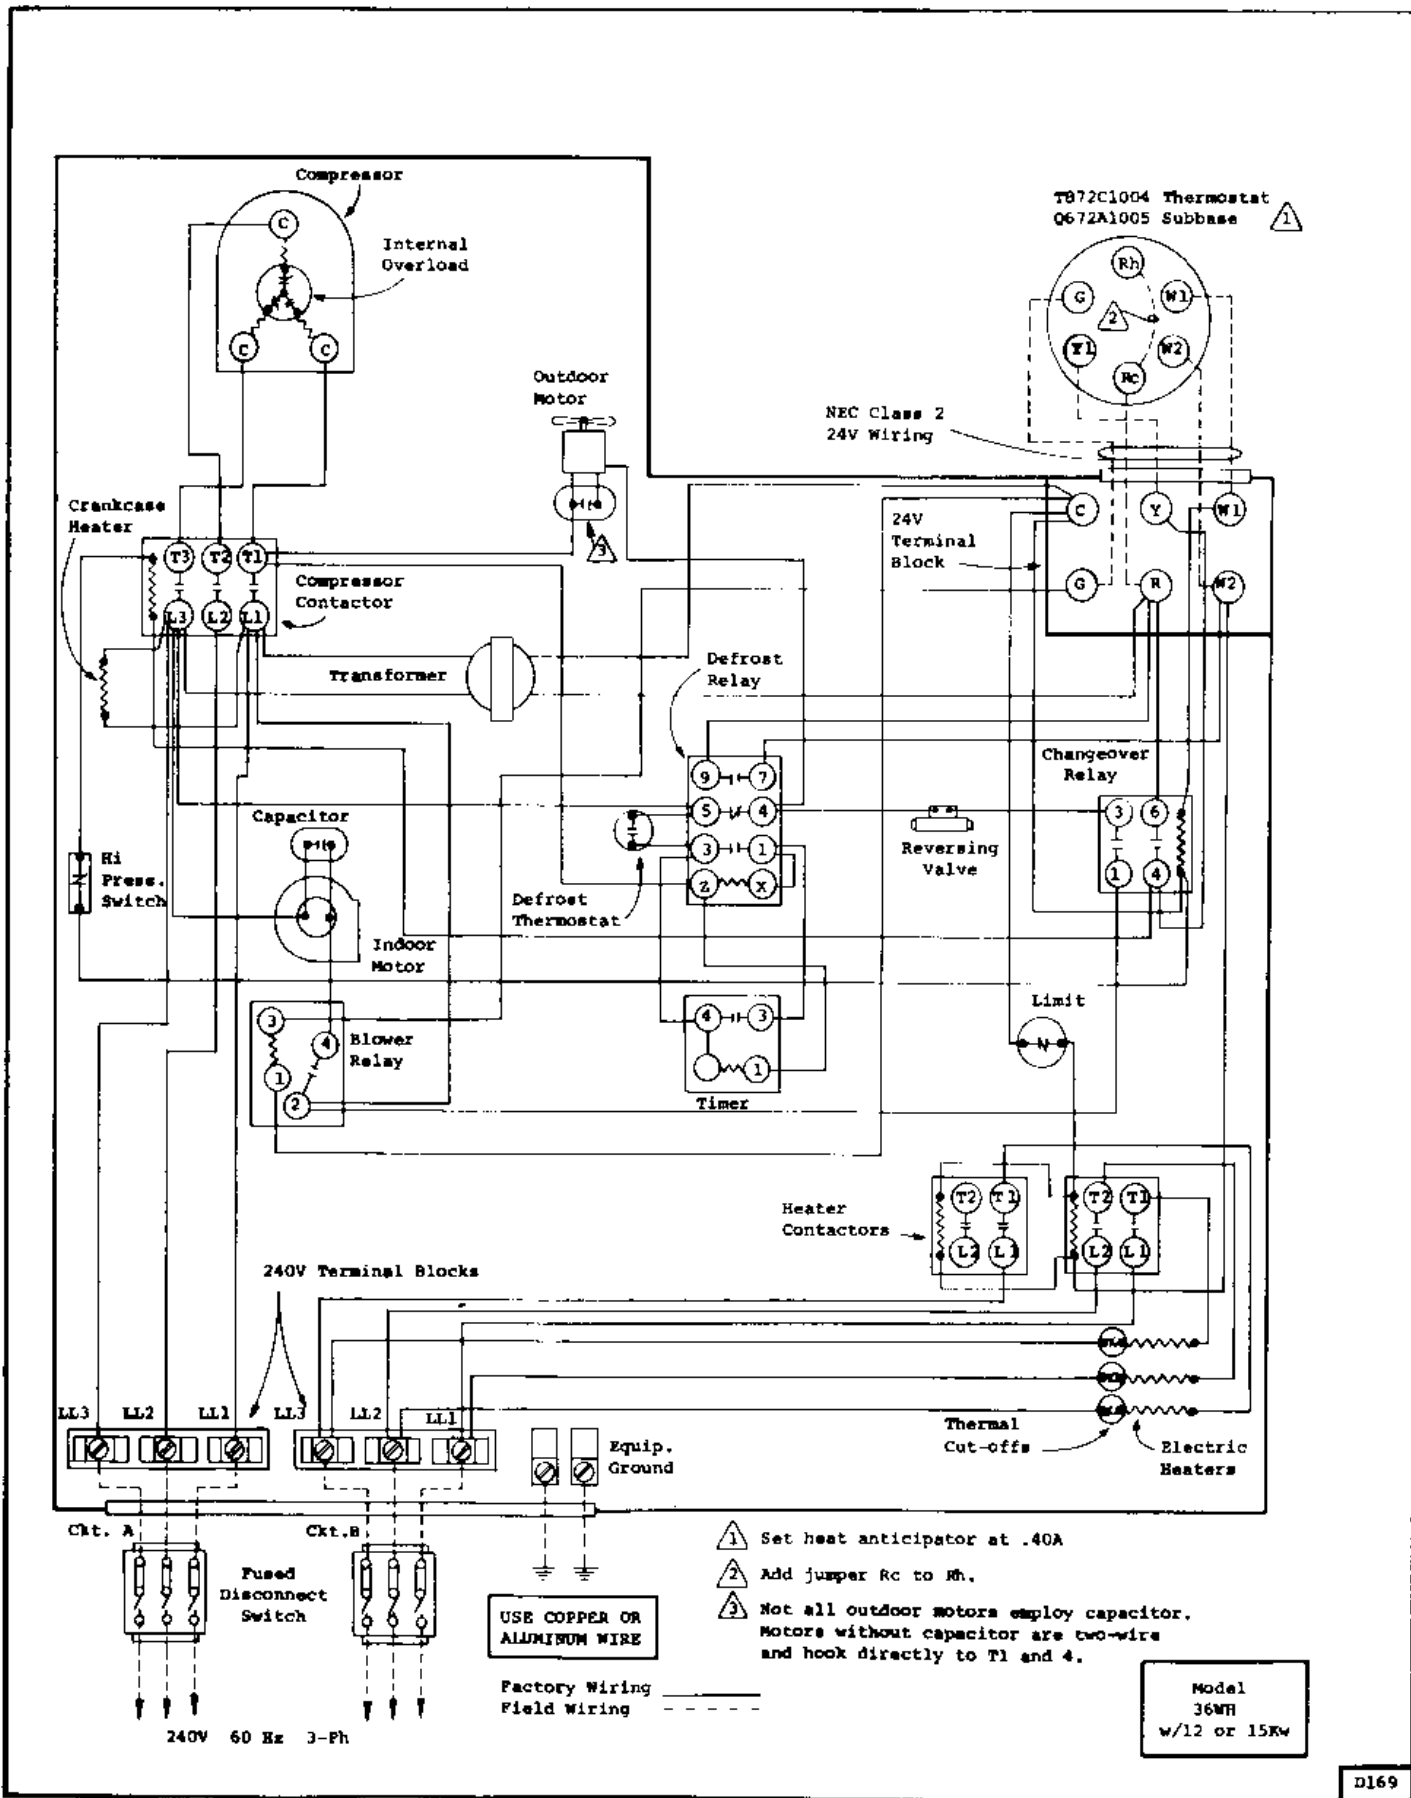 Compressor
T872C1004 Thermostat
Q672A1005 Subbase
1
C
Internal
Overload
Rh
G
W1
2
Y1
W2
Rc
C
C
Outdoor
Motor
NEC Class 2
24V Wiring
Crankcase
Heater
3
24V
Terminal
Block
C
Y
W1
G
R
W2
T3
T2
T1
L3
L2
L1
Compressor
Contactor
Transformer
Defrost
Relay
Changeover
Relay
9
7
5
4
3
1
Z
X
3
6
1
4
Capacitor
Reversing
Valve
Hi
Press.
Switch
Defrost
Thermostat
Indoor
Motor
Limit
3
4
1
2
Blower
Relay
4
3
1
Timer
Heater
Contactors
T2
T1
L2
L1
T2
T1
L2
L1
240V Terminal Blocks
LL3
LL2
LL1
LL3
LL2
LL1
Equip.
Ground
Thermal
Cut-offs
Electric
Heaters
Ckt. A
Ckt.B
Fused
Disconnect
Switch
240V 60 Hz 3-Ph
USE COPPER OR
ALUMINUM WIRE
Factory Wiring
Field Wiring
1 Set heat anticipator at .40A
2 Add jumper Rc to Rh.
3 Not all outdoor motors employ capacitor.
Motors without capacitor are two-wire
and hook directly to T1 and 4.
Model
36WH
w/12 or 15Kw
D169